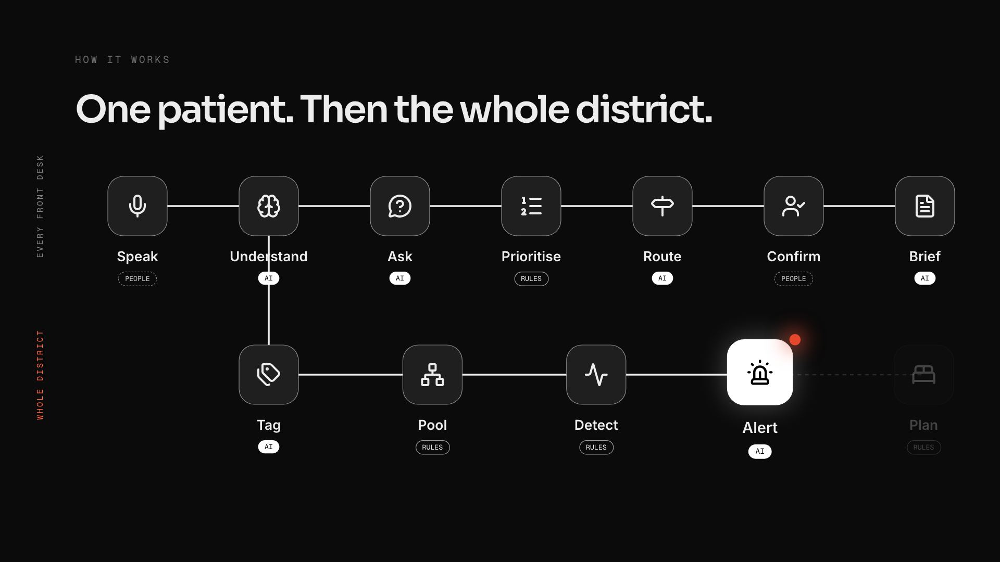 HOW IT WORKS
One patient. Then the whole district.
EVERY FRONT DESK
Speak
PEOPLE
Understand
AI
Ask
AI
Prioritise
RULES
Route
AI
Confirm
PEOPLE
Brief
AI
WHOLE DISTRICT
Tag
AI
Pool
RULES
Detect
RULES
Alert
AI
Plan
RULES